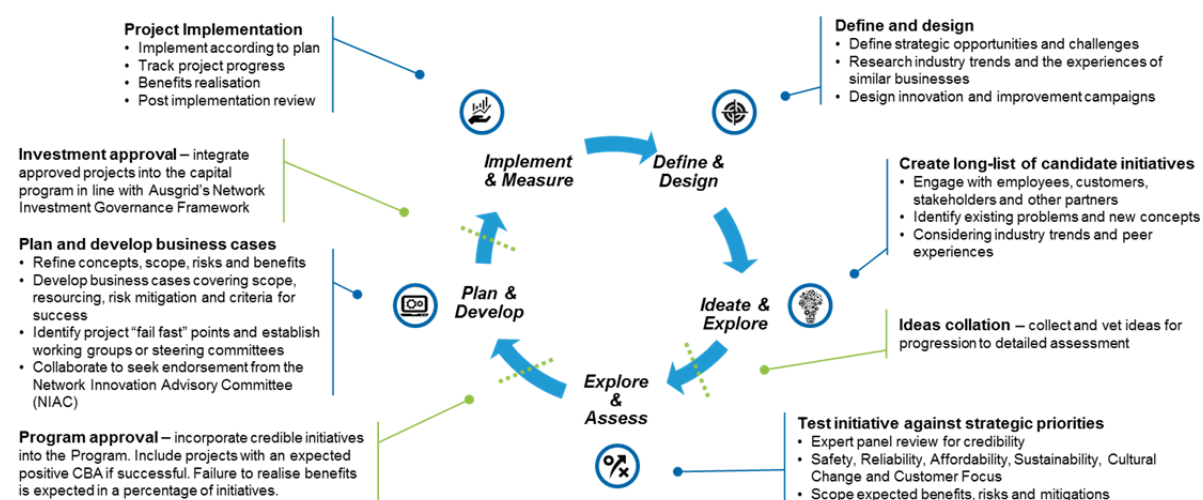 Project Implementation
• Implement according to plan
• Track project progress
• Benefits realisation
• Post implementation review
Define and design
• Define strategic opportunities and challenges
• Research industry trends and the experiences of
similar businesses
• Design innovation and improvement campaigns
Implement
& Measure
Define &
Design
Investment approval – integrate
approved projects into the capital
program in line with Ausgrid's Network
Investment Governance Framework
Create long-list of candidate initiatives
• Engage with employees, customers,
stakeholders and other partners
• Identify existing problems and new concepts
• Considering industry trends and peer
experiences
Plan and develop business cases
• Refine concepts, scope, risks and benefits
• Develop business cases covering scope,
resourcing, risk mitigation and criteria for
success
• Identify project “fail fast” points and establish
working groups or steering committees
• Collaborate to seek endorsement from the
Network Innovation Advisory Committee
(NIAC)
Plan &
Develop
Ideate &
Explore
Ideas collation – collect and vet ideas for
progression to detailed assessment
Explore
&
Assess
Program approval – incorporate credible initiatives
into the Program. Include projects with an expected
positive CBA if successful. Failure to realise benefits
is expected in a percentage of initiatives.
Test initiative against strategic priorities
• Expert panel review for credibility
• Safety, Reliability, Affordability, Sustainability, Cultural
Change and Customer Focus
• Scope expected benefits, risks and mitigations